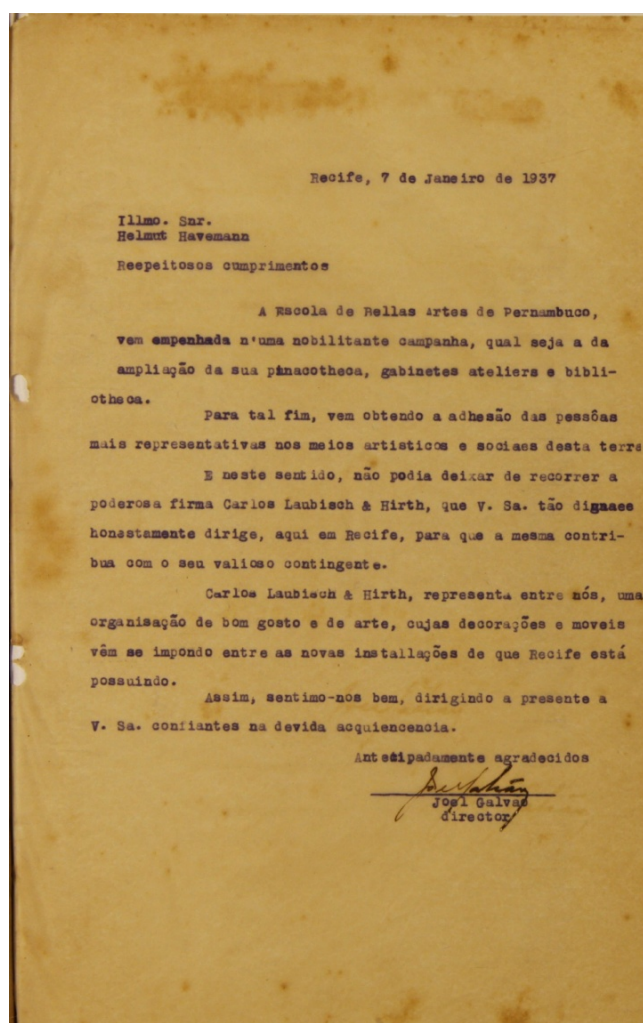 Recife, 7 de Janeiro de 1937
Illmo. Snr.
Helmut Havemann
Reepeitosos cumprimentos
A Escola de Bellas Artes de Pernambuco,
vem empenhada n'uma nobilitante campanha, qual seja a da
ampliação da sua pinacotheca, gabinetes ateliers e bibli-
otheca.
Para tal fim, vem obtendo a adhesão das pessôas
mais representativas nos meios artisticos e sociaes desta terra
E neste sentido, não podia deixar de recorrer a
poderosa firma Carlos Laubisch & Hirth, que V. Sa. tão dignaee
honestamente dirige, aqui em Recife, para que a mesma contri-
bua com o seu valioso contingente.
Carlos Laubisch & Hirth, representa entre nós, uma
organisação de bom gosto e de arte, cujas decorações e moveis
vêm se impondo entre as novas installações de que Recife está
possuindo.
Assim, sentimo-nos bem, dirigindo a presente a
V. Sa. confiantes na devida acquiencencia.
Antecipadamente agradecidos
Joel Galvão
director